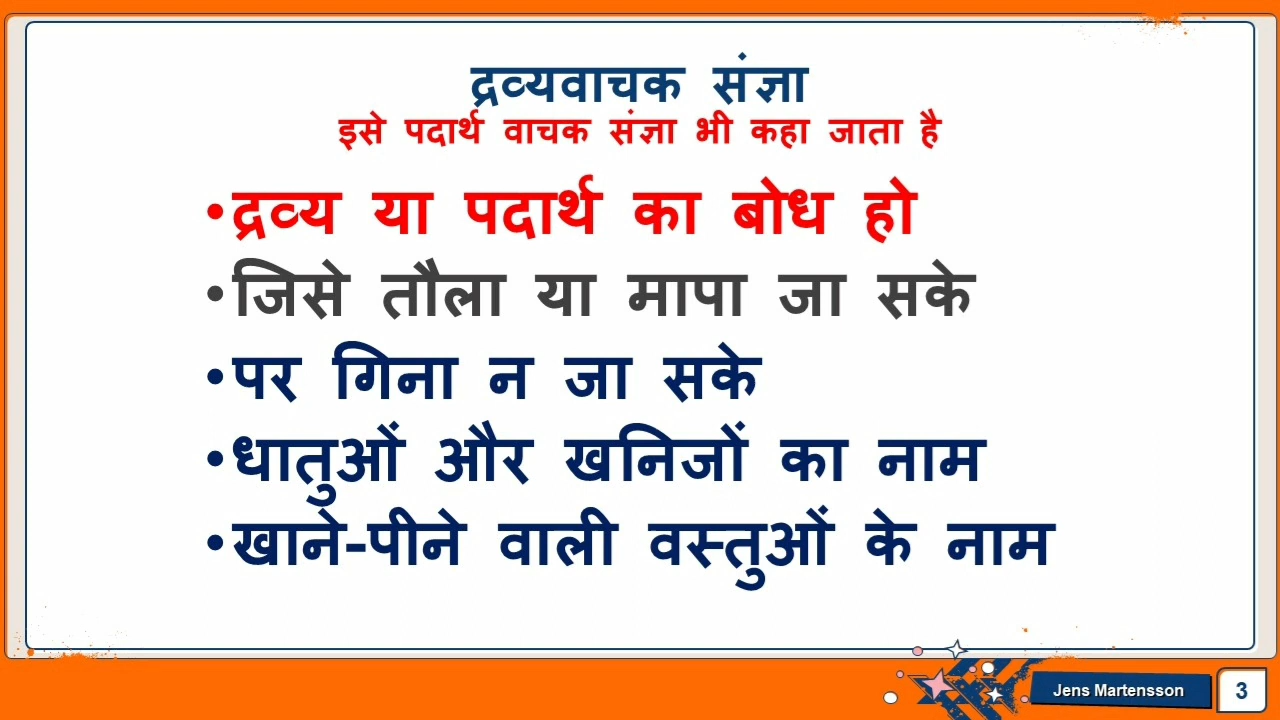 द्रव्यवाचक संज्ञा
इसे पदार्थ वाचक संज्ञा भी कहा जाता है
•द्रव्य या पदार्थ का बोध हो
•जिसे तौला या मापा जा सके
•पर गिना न जा सके
•धातुओं और खनिजों का नाम
•खाने-पीने वाली वस्तुओं के नाम
Jens Martensson
3